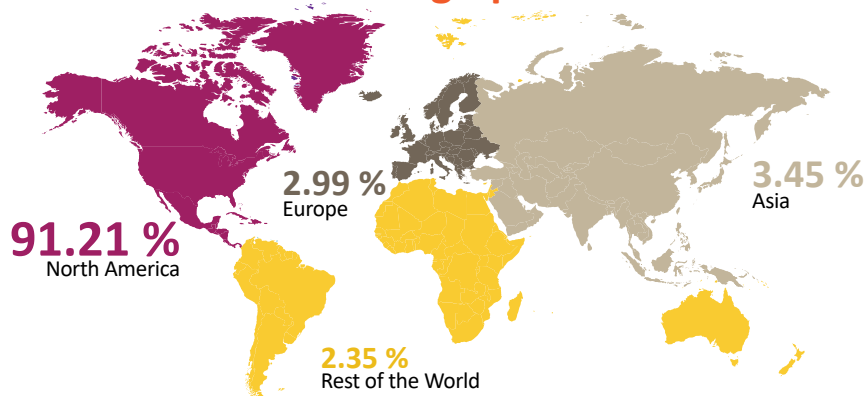 2.99 %
Europe
3.45 %
Asia
91.21 %
North America
2.35 %
Rest of the World